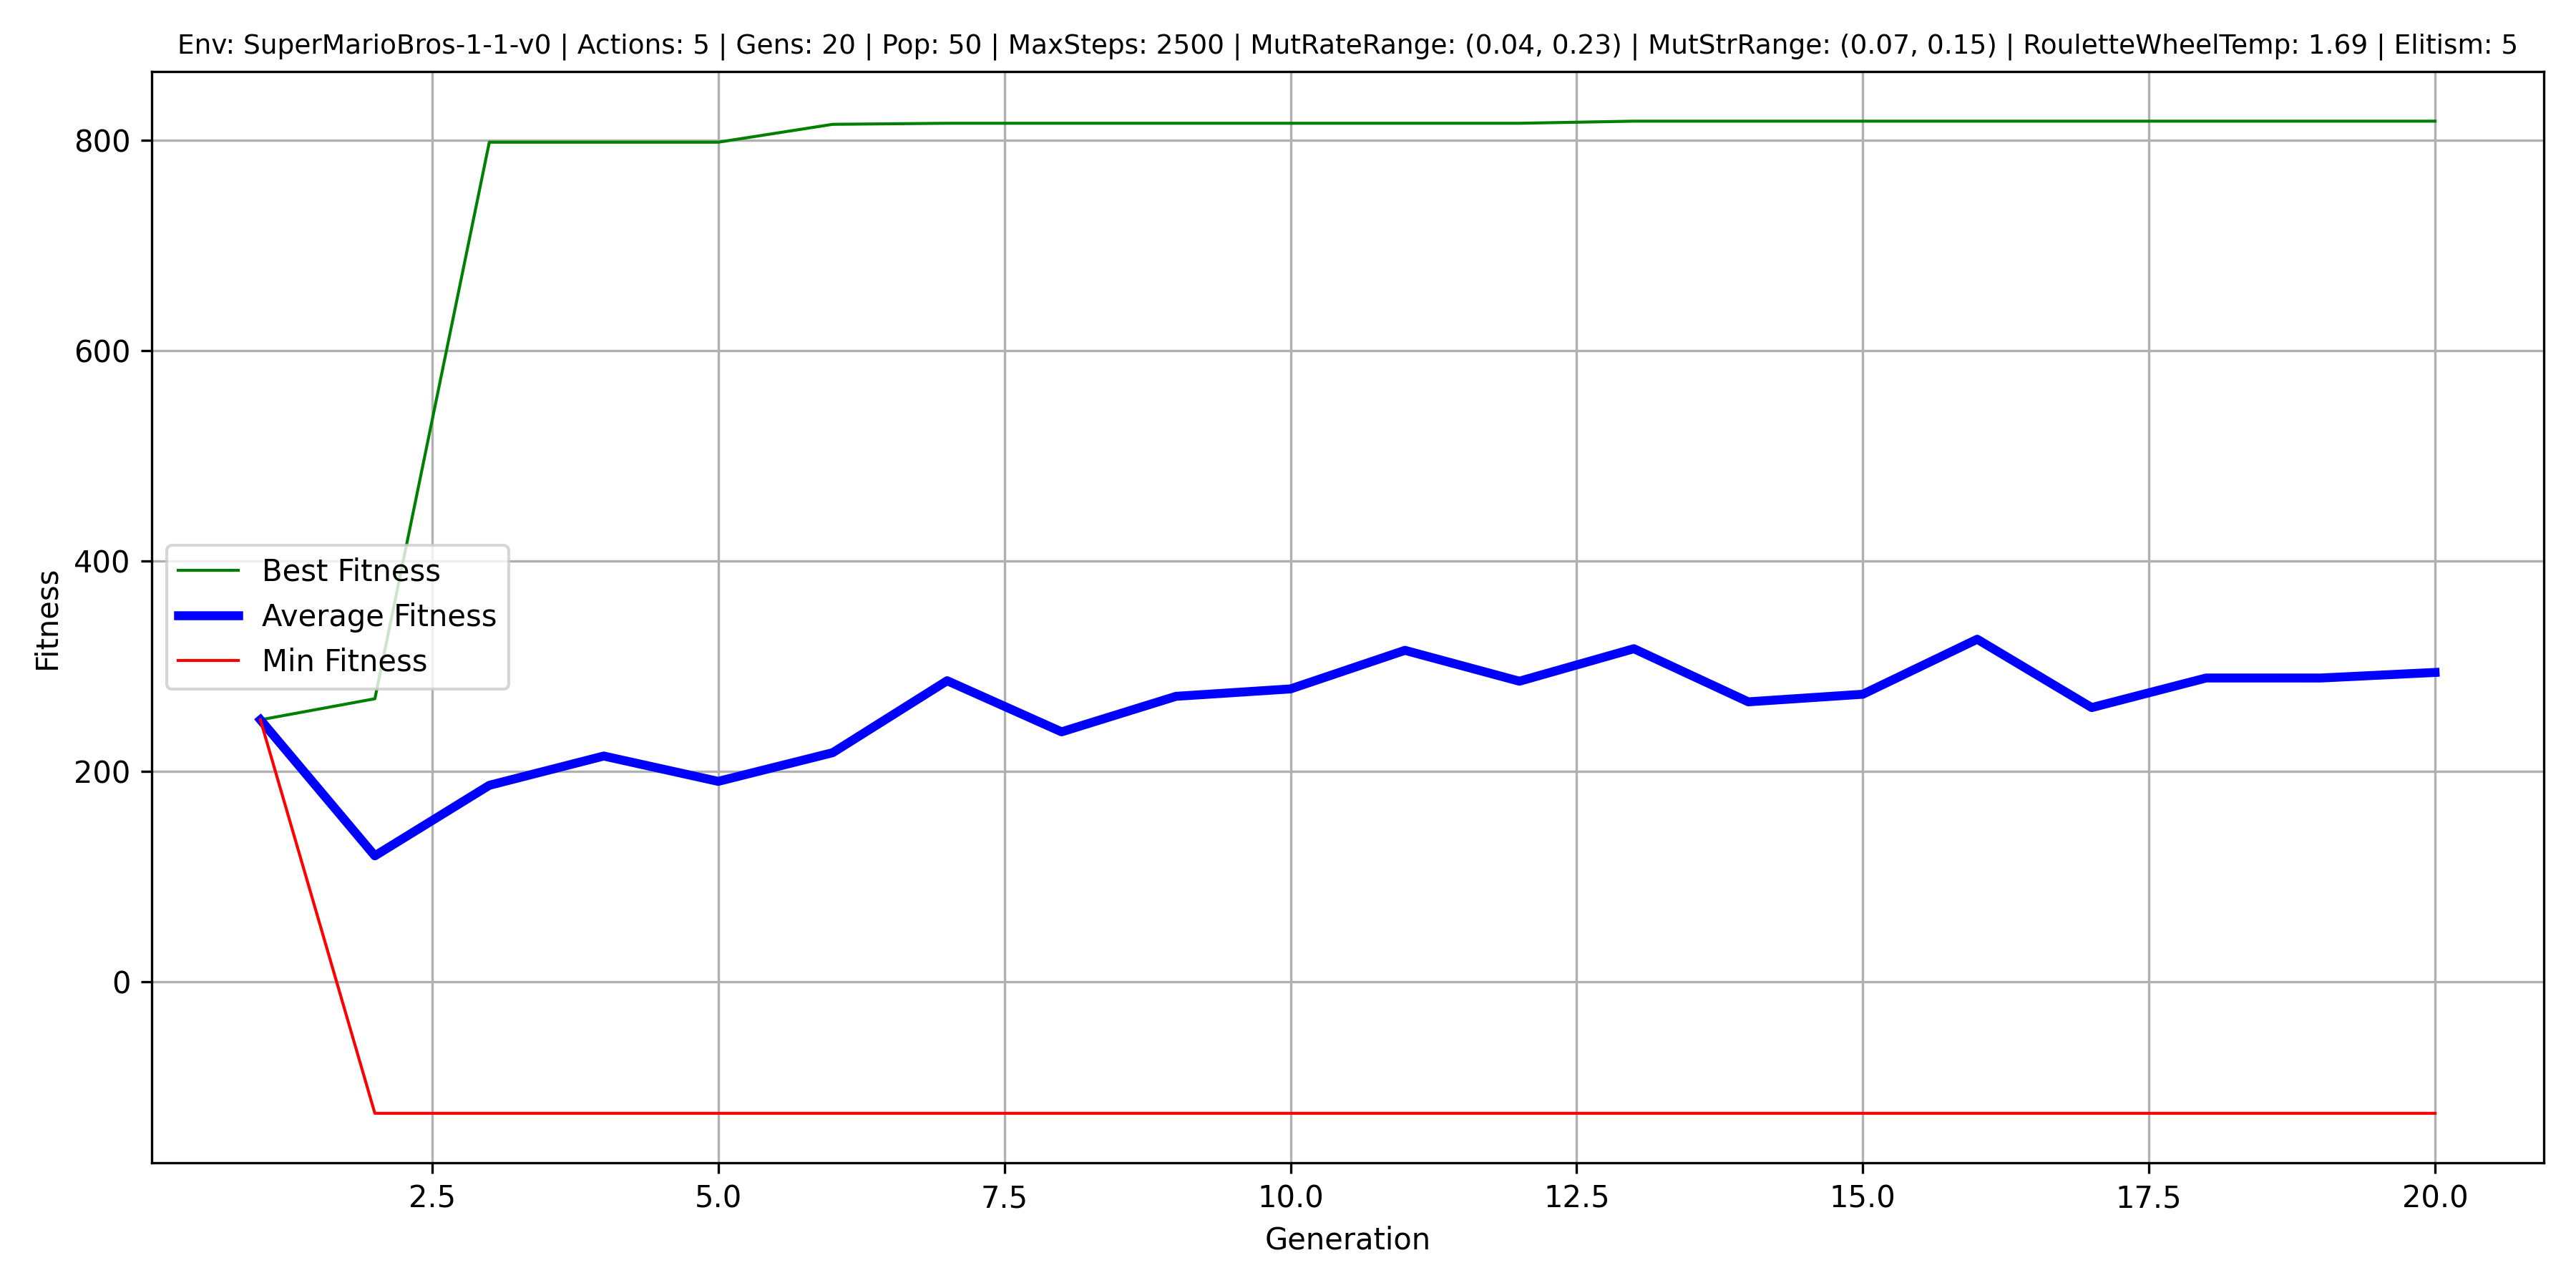 Env: SuperMarioBros-1-1-v0 | Actions: 5 | Gens: 20 | Pop: 50 | MaxSteps: 2500 | MutRateRange: (0.04, 0.23) | MutStrRange: (0.07, 0.15) | RouletteWheelTemp: 1.69 | Elitism: 5
800
600
400
200
0
Fitness
Best Fitness
Average Fitness
Min Fitness
2.5 5.0 7.5 10.0 12.5 15.0 17.5 20.0
Generation